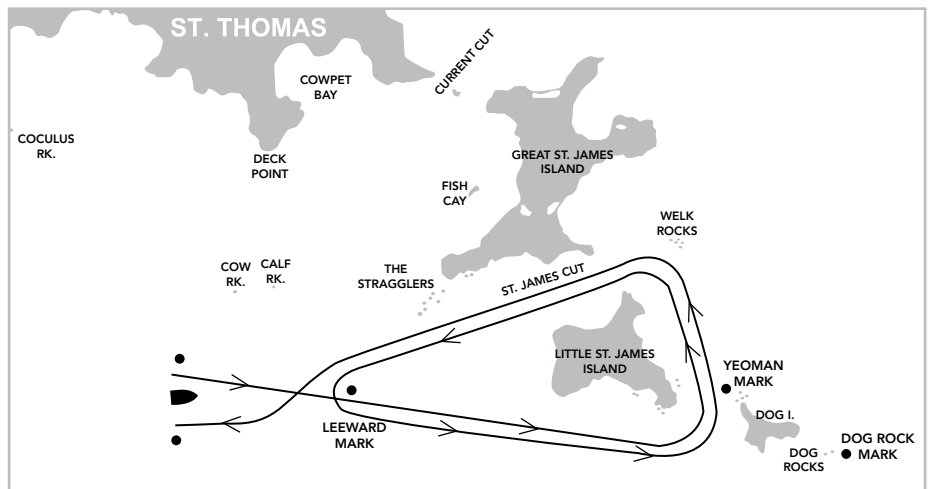 ST. THOMAS
CURRENT CUT
COWPET
BAY
COCULUS
RK.
DECK
POINT
GREAT ST. JAMES
ISLAND
FISH
CAY
WELK
ROCKS
COW
RK.
CALF
RK.
THE
STRAGGLERS
ST. JAMES CUT
LITTLE ST. JAMES
ISLAND
YEOMAN
MARK
LEEWARD
MARK
DOG I.
DOG
ROCKS
DOG ROCK
MARK